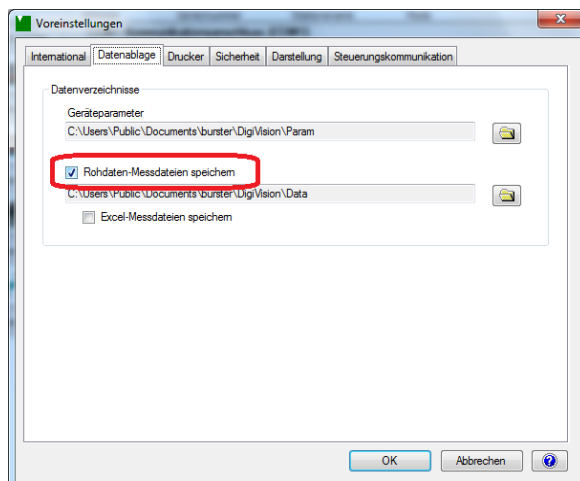 Voreinstellungen
International Datenablage Drucker Sicherheit Darstellung Steuerungskommunikation
Datenverzeichnisse
Geräteparameter
C:\Users\Public\Documents\burster\DigiVision\Param
Rohdaten-Messdateien speichern
C:\Users\Public\Documents\burster\DigiVision\Data
Excel-Messdateien speichern
OK Abbrechen